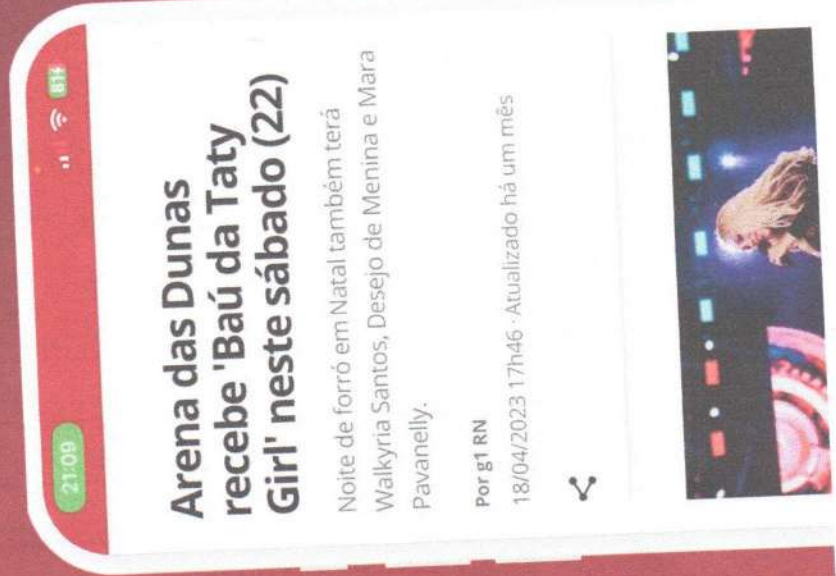 21:09
81
Arena das Dunas
recebe 'Baú da Taty
Girl' neste sábado (22)
Noite de forró em Natal também terá
Walkyria Santos, Desejo de Menina e Mara
Pavanelly.
Por g1 RN
18/04/2023 17h46 · Atualizado há um mês